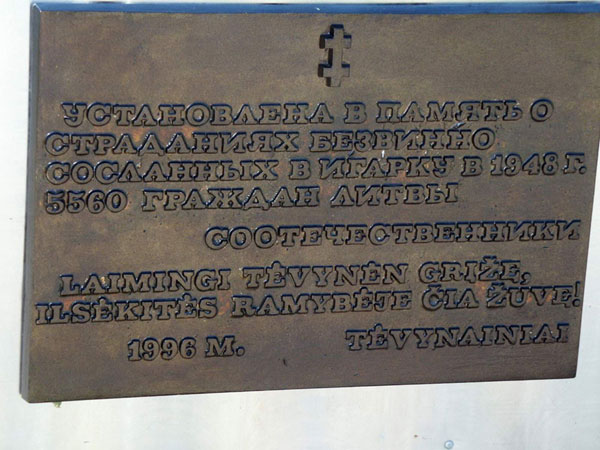 УСТАНОВЛЕНА В ПАМЯТЬ О
СТРАДАНИЯХ БЕЗВИННО
СОСЛАННЫХ В ИГАРКУ В 1948 Г.
5560 ГРАЖДАН ЛИТВЫ
СООТЕЧЕСТВЕННИКИ
LAIMINGI TĖVYNĖN GRĮŽĘ,
ILSĖKITĖS RAMYBĖJE ČIA ŽUVĘ!
1996 M. TĖVYNAINIAI